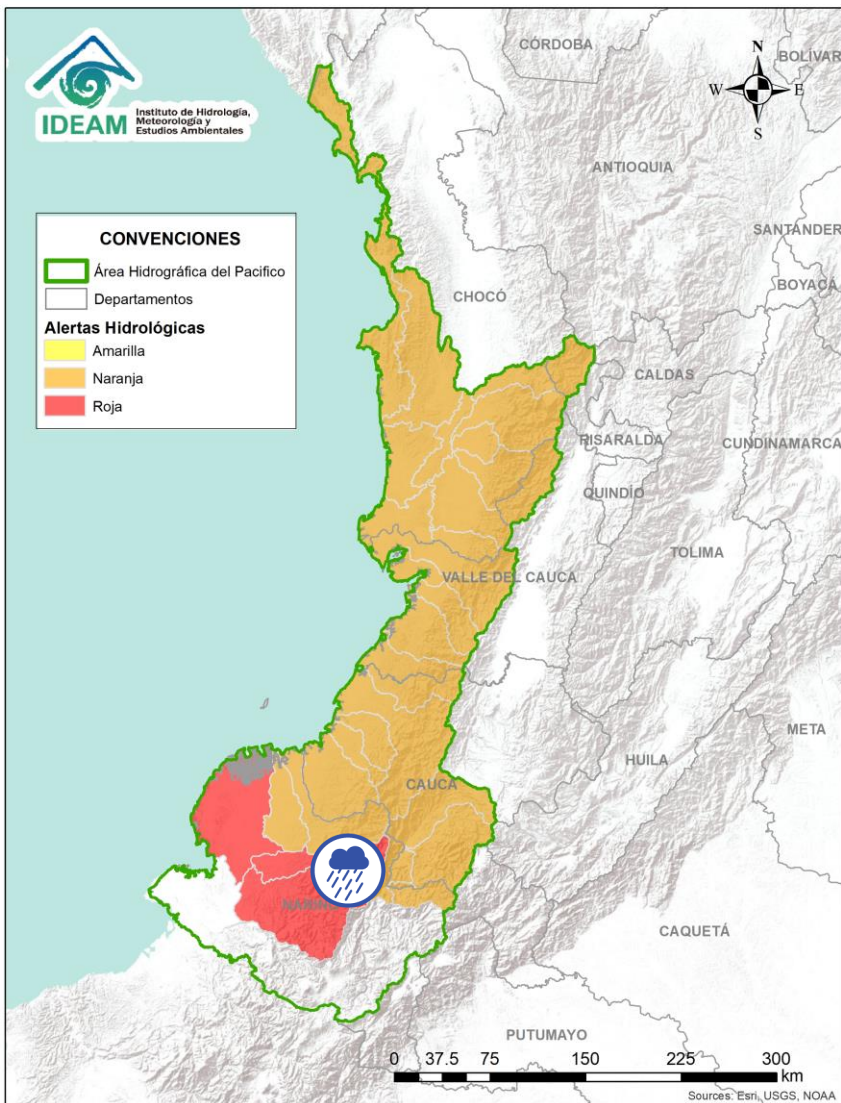 IDEAM
Instituto de Hidrología,
Meteorología y
Estudios Ambientales
CÓRDOBA
BOLÍVAR
N
W E
S
ANTIOQUIA
SANTANDER
BOYACÁ
CONVENCIONES
Área Hidrográfica del Pacifico
Departamentos
Alertas Hidrológicas
Amarilla
Naranja
Roja
CHOCÓ
CALDAS
RISARALDA
CUNDINAMARCA
QUINDÍO
TOLIMA
VALLE DEL CAUCA
META
HUILA
CAUCA
NARIÑO
CAQUETÁ
PUTUMAYO
0 37.5 75 150 225 300
km
Sources: Esri, USGS, NOAA